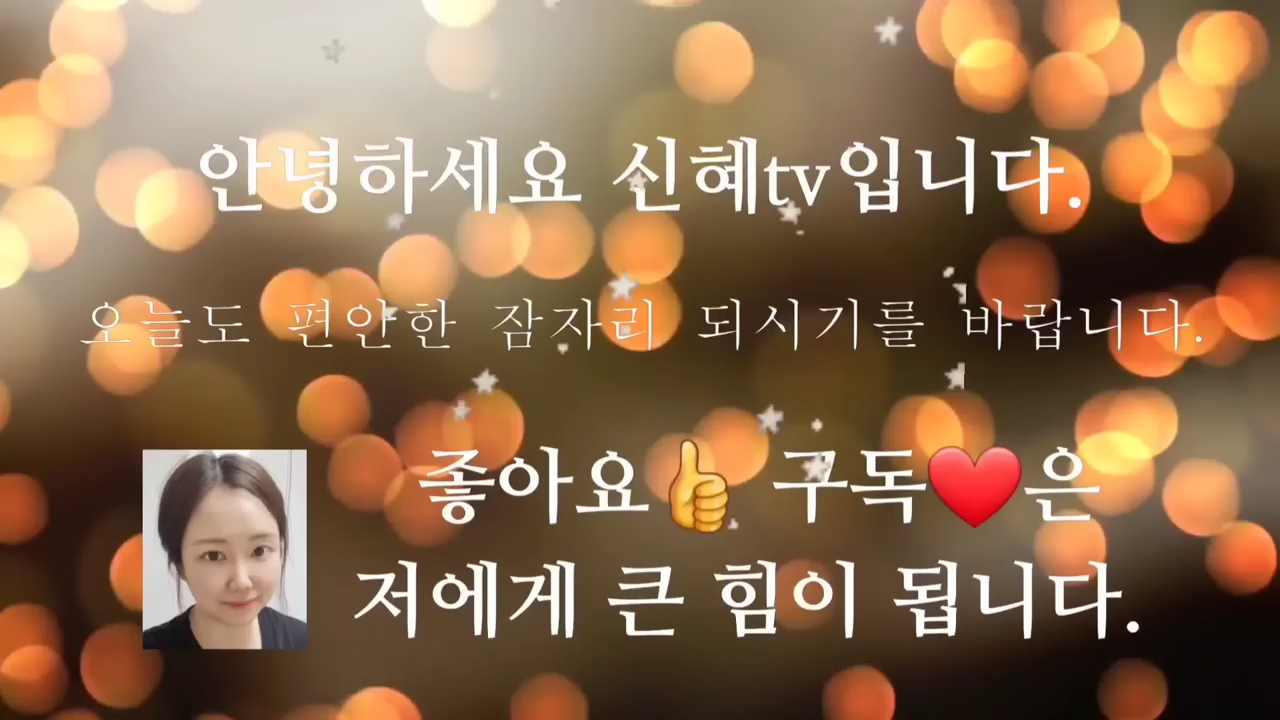 안녕하세요 신혜tv입니다.
오늘도 편안한 잠자리 되시기를 바랍니다.
좋아요👍 구독❤️은
저에게 큰 힘이 됩니다.